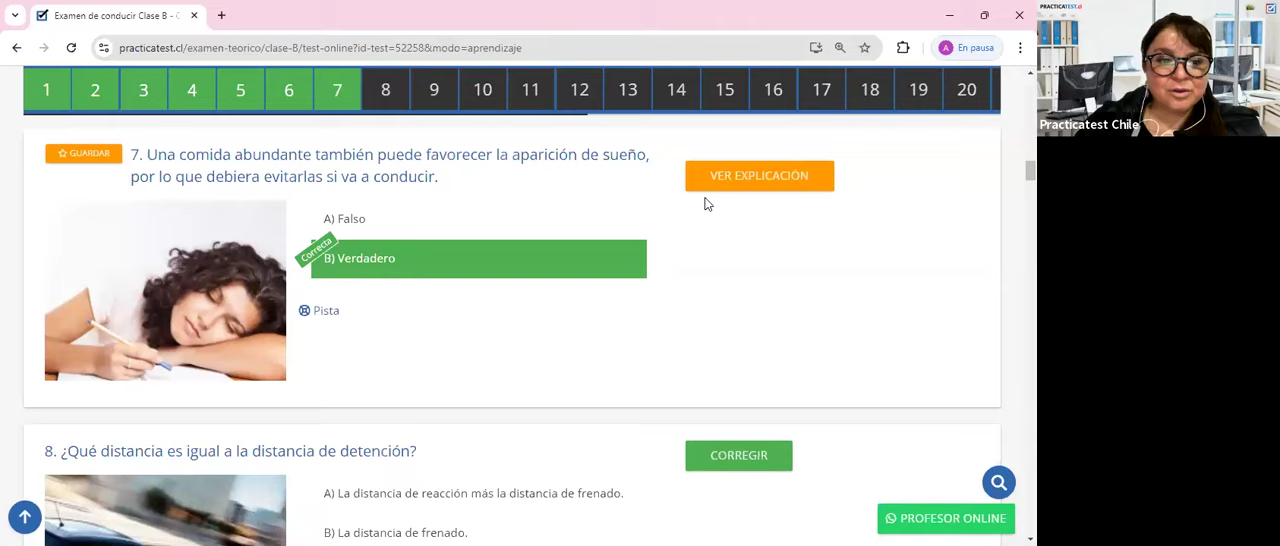 Examen de conducir Clase B - C
practicatest.cl/examen-teorico/clase-B/test-online?id-test=52258&modo=aprendizaje
A
En pausa
PRACTICATEST.cl
Practicatest Chile
1 2 3 4 5 6 7 8 9 10 11 12 13 14 15 16 17 18 19 20
GUARDAR
7. Una comida abundante también puede favorecer la aparición de sueño,
por lo que debiera evitarlas si va a conducir.
VER EXPLICACIÓN
A) Falso
Correcta
B) Verdadero
Pista
8. ¿Qué distancia es igual a la distancia de detención?
CORREGIR
A) La distancia de reacción más la distancia de frenado.
B) La distancia de frenado.
PROFESOR ONLINE